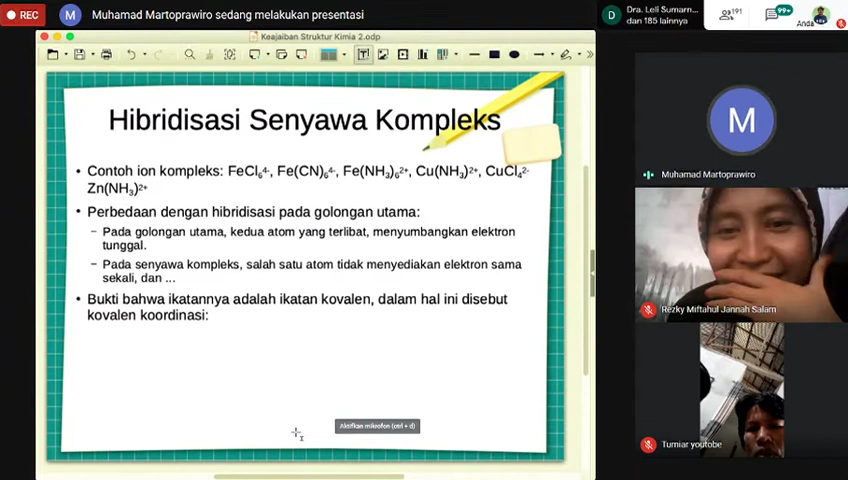 REC
M Muhamad Martoprawiro sedang melakukan presentasi
D Dra. Leli Sumarn...
dan 185 lainnya
191
99+
Anda
Keajaiban Struktur Kimia 2.odp
Hibridisasi Senyawa Kompleks
• Contoh ion kompleks: FeCl₆⁴⁻, Fe(CN)₆⁴⁻, Fe(NH₃)₆²⁺, Cu(NH₃)²⁺, CuCl₄²⁻
Zn(NH₃)²⁺
• Perbedaan dengan hibridisasi pada golongan utama:
– Pada golongan utama, kedua atom yang terlibat, menyumbangkan elektron
tunggal.
– Pada senyawa kompleks, salah satu atom tidak menyediakan elektron sama
sekali, dan ...
• Bukti bahwa ikatannya adalah ikatan kovalen, dalam hal ini disebut
kovalen koordinasi:
Aktifkan mikrofon (ctrl + d)
M
Muhamad Martoprawiro
Rezky Miftahul Jannah Salam
Tumiar youtobe